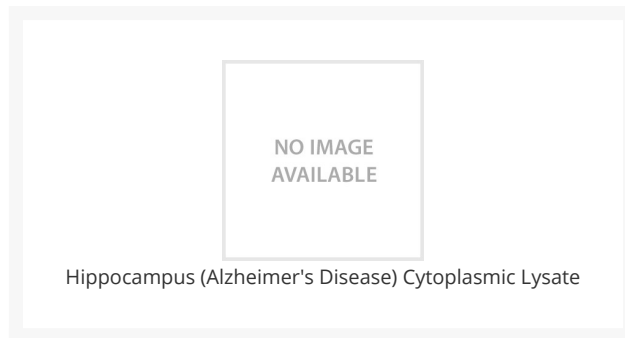 NO IMAGE
AVAILABLE
Hippocampus (Alzheimer's Disease) Cytoplasmic Lysate